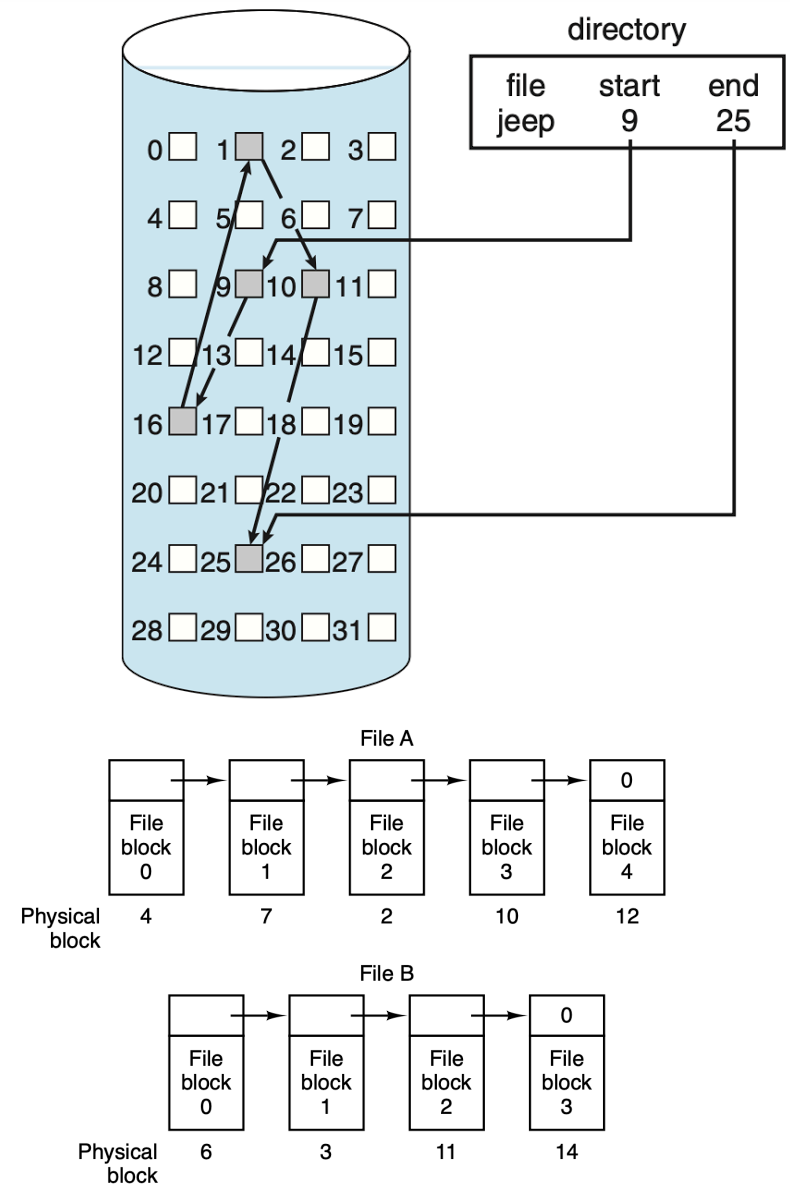 directory
file start end
jeep 9 25
0 1 2 3
4 5 6 7
8 9 10 11
12 13 14 15
16 17 18 19
20 21 22 23
24 25 26 27
28 29 30 31
File A
0
File File File File File
block block block block block
0 1 2 3 4
Physical 4 7 2 10 12
block
File B
0
File File File File
block block block block
0 1 2 3
Physical 6 3 11 14
block